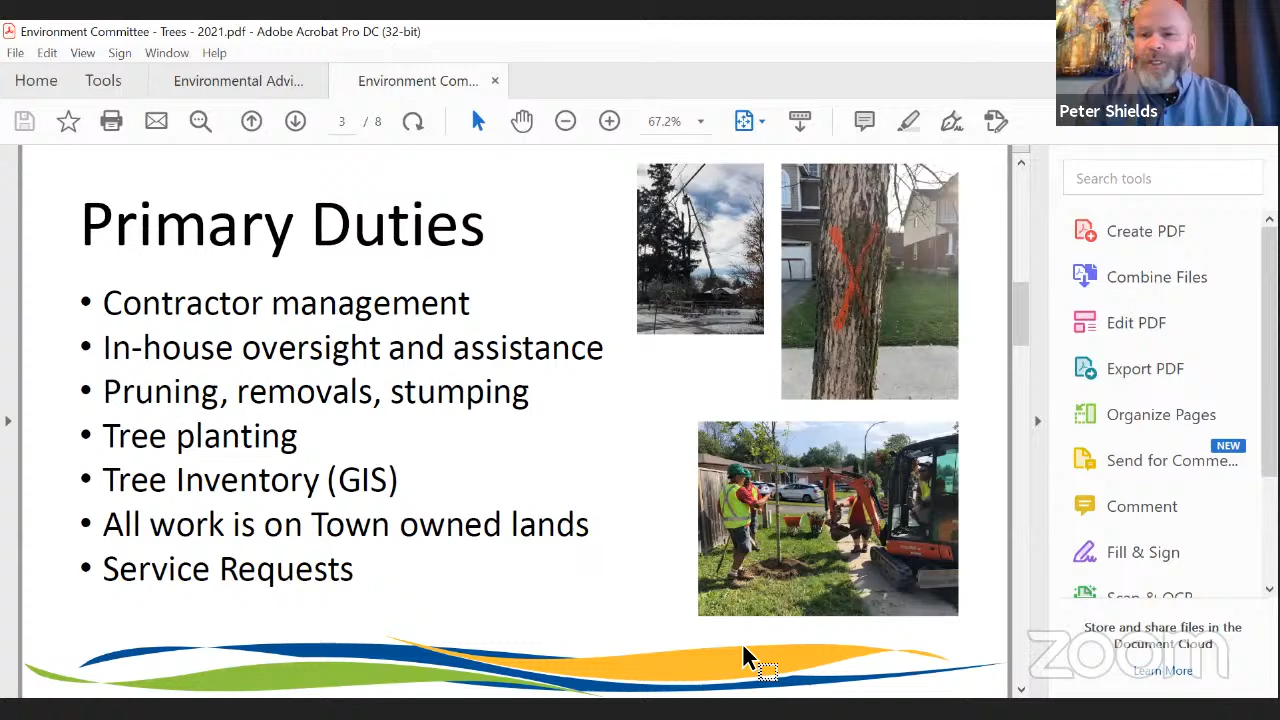 Environment Committee - Trees - 2021.pdf - Adobe Acrobat Pro DC (32-bit)
File Edit View Sign Window Help
Home Tools Environmental Advi... Environment Com... ×
3 / 8 67.2%
Peter Shields
Primary Duties
• Contractor management
• In-house oversight and assistance
• Pruning, removals, stumping
• Tree planting
• Tree Inventory (GIS)
• All work is on Town owned lands
• Service Requests
X
Search tools
Create PDF
Combine Files
Edit PDF
Export PDF
Organize Pages
NEW
Send for Comme...
Comment
Fill & Sign
Scan & OCR
Store and share files in the
Document Cloud
Learn More
zoom